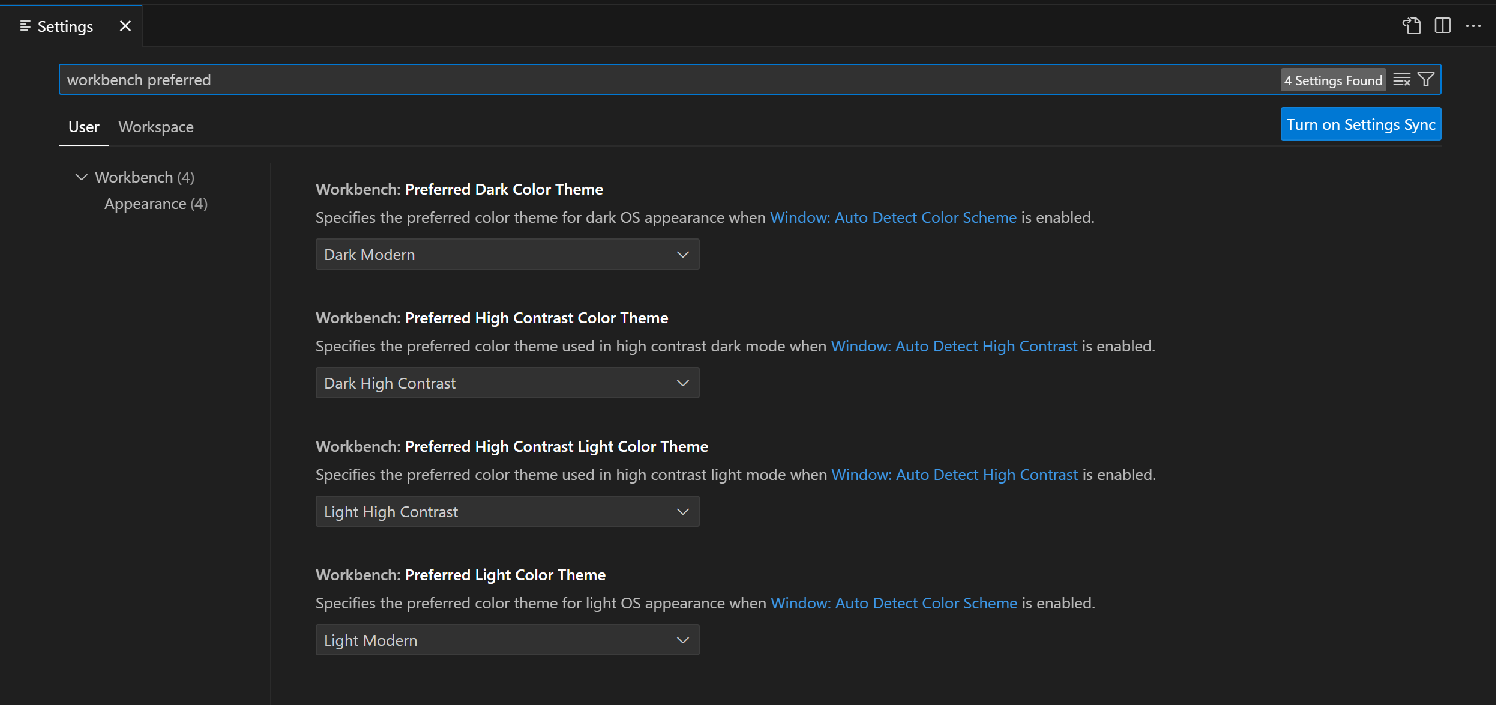 Settings
workbench preferred
4 Settings Found
User Workspace
Turn on Settings Sync
Workbench (4)
Appearance (4)
Workbench: Preferred Dark Color Theme
Specifies the preferred color theme for dark OS appearance when Window: Auto Detect Color Scheme is enabled.
Dark Modern
Workbench: Preferred High Contrast Color Theme
Specifies the preferred color theme used in high contrast dark mode when Window: Auto Detect High Contrast is enabled.
Dark High Contrast
Workbench: Preferred High Contrast Light Color Theme
Specifies the preferred color theme used in high contrast light mode when Window: Auto Detect High Contrast is enabled.
Light High Contrast
Workbench: Preferred Light Color Theme
Specifies the preferred color theme for light OS appearance when Window: Auto Detect Color Scheme is enabled.
Light Modern